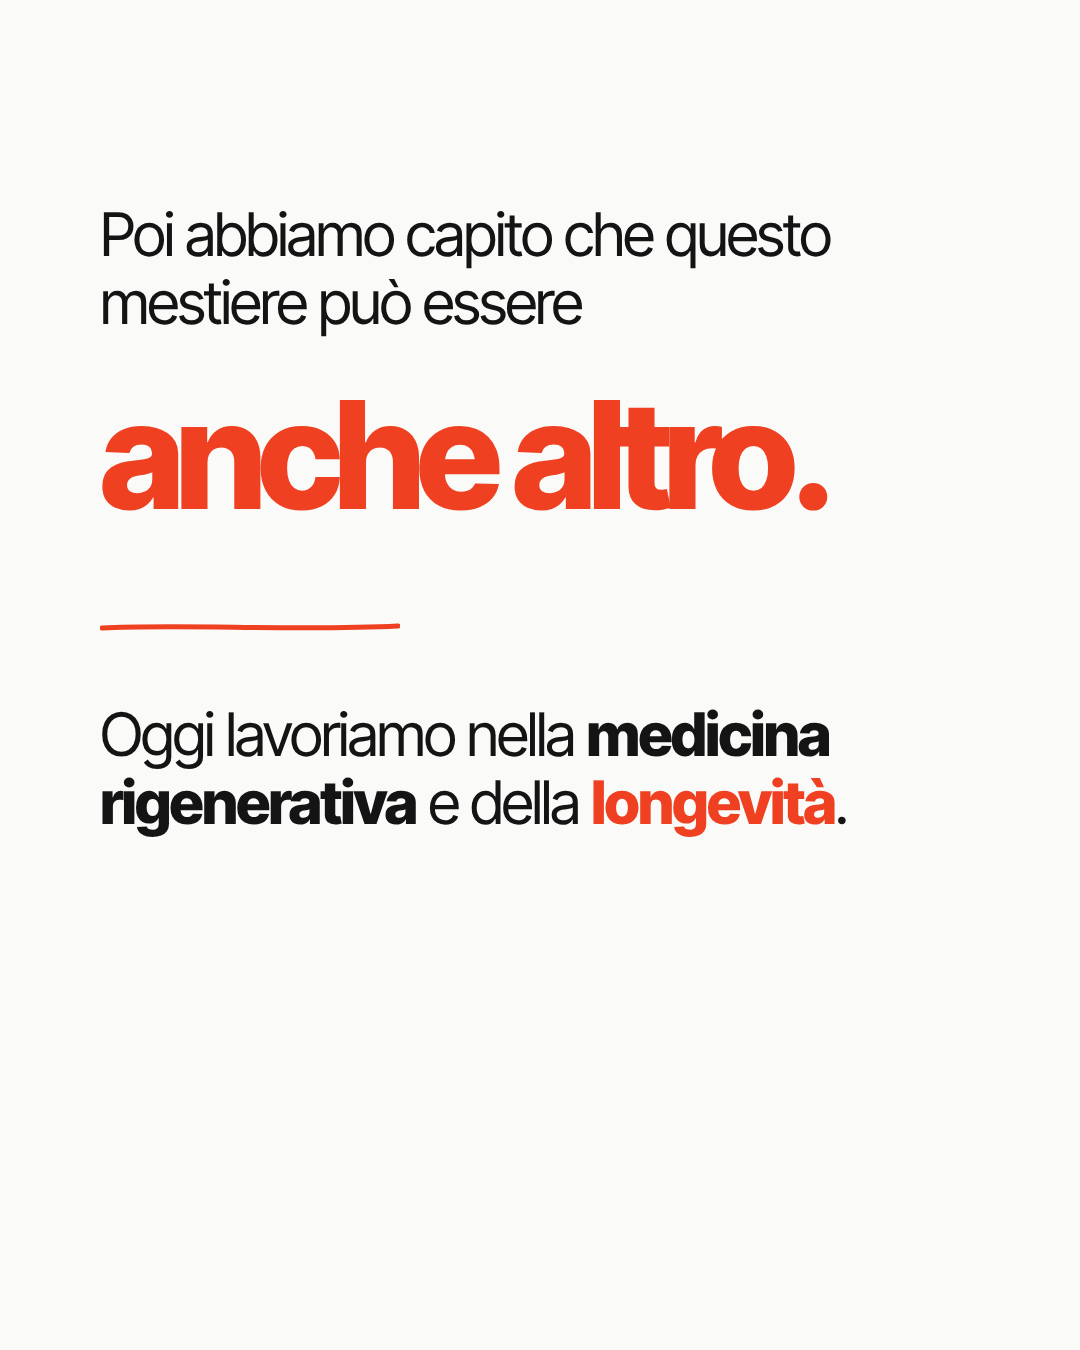 Poi abbiamo capito che questo
mestiere può essere
anche altro.
Oggi lavoriamo nella medicina
rigenerativa e della longevità.